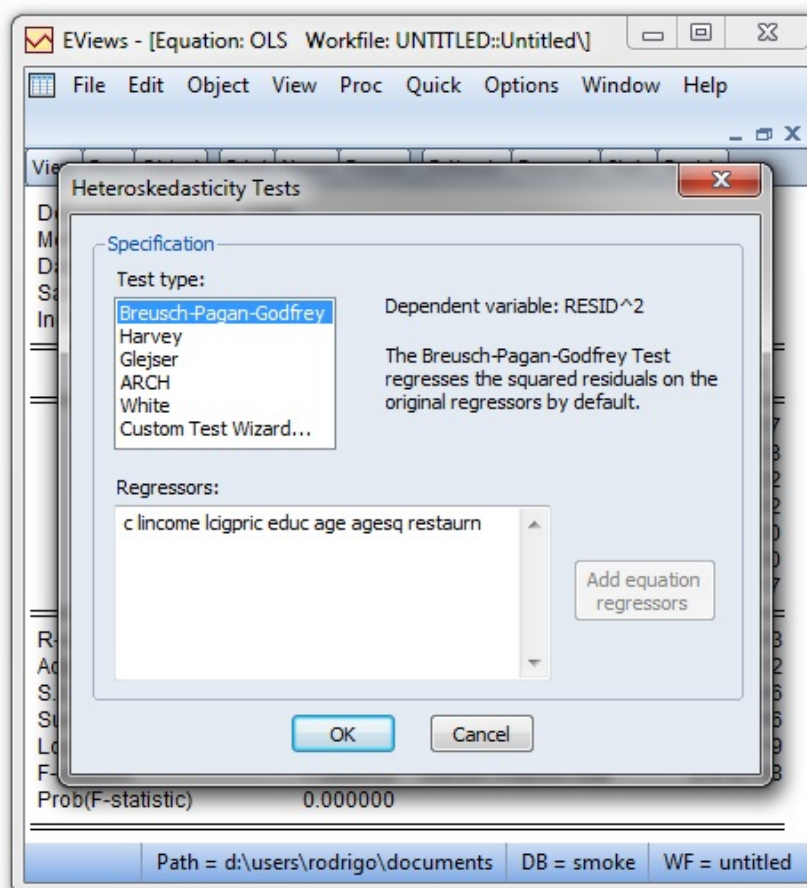 EViews - [Equation: OLS Workfile: UNTITLED::Untitled\]
File Edit Object View Proc Quick Options Window Help
Heteroskedasticity Tests
Specification
Test type:
Breusch-Pagan-Godfrey
Harvey
Glejser
ARCH
White
Custom Test Wizard...
Dependent variable: RESID^2
The Breusch-Pagan-Godfrey Test
regresses the squared residuals on the
original regressors by default.
Regressors:
c lincome lcigpric educ age agesq restaurn
Add equation
regressors
OK Cancel
Prob(F-statistic) 0.000000
Path = d:\users\rodrigo\documents DB = smoke WF = untitled